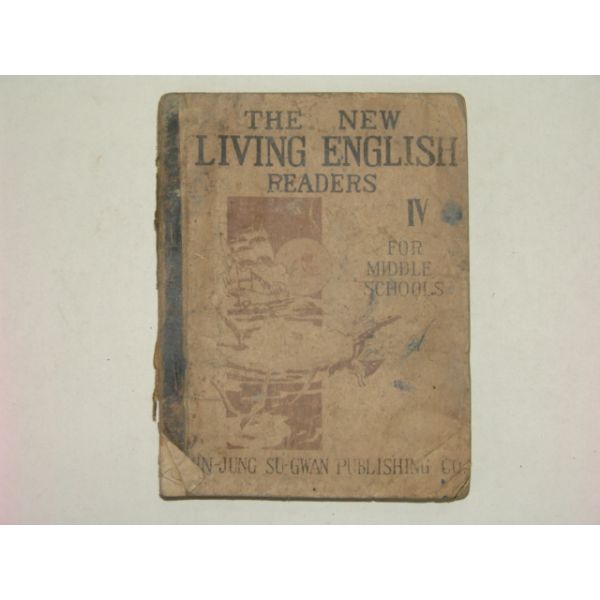 THE NEW
LIVING ENGLISH
READERS
IV
FOR
MIDDLE
SCHOOLS
SU-GWAN PUBLISHING CO.